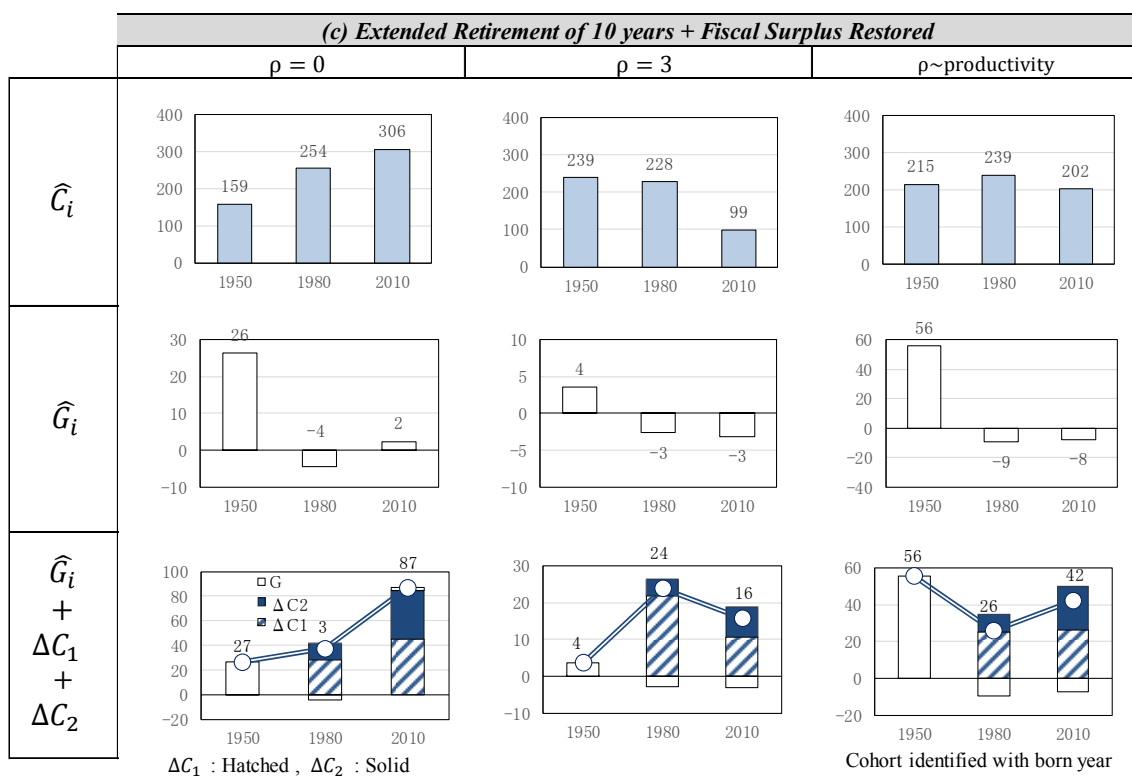 (c) Extended Retirement of 10 years + Fiscal Surplus Restored
ρ = 0 ρ = 3 ρ~productivity
Ĉᵢ
400
300
200
100
0
159 254 306
1950 1980 2010
400
300
200
100
0
239 228 99
1950 1980 2010
400
300
200
100
0
215 239 202
1950 1980 2010
Ĝᵢ
30
20
10
0
−10
26 −4 2
1950 1980 2010
10
5
0
−5
−10
4 −3 −3
1950 1980 2010
60
40
20
0
−20
−40
56 −9 −8
1950 1980 2010
Ĝᵢ
+
ΔC₁
+
ΔC₂
100
80
60
40
20
0
−20
G
ΔC2
ΔC1
27 3 87
1950 1980 2010
30
20
10
0
−10
4 24 16
1950 1980 2010
60
40
20
0
−20
56 26 42
1950 1980 2010
ΔC₁ : Hatched , ΔC₂ : Solid
Cohort identified with born year